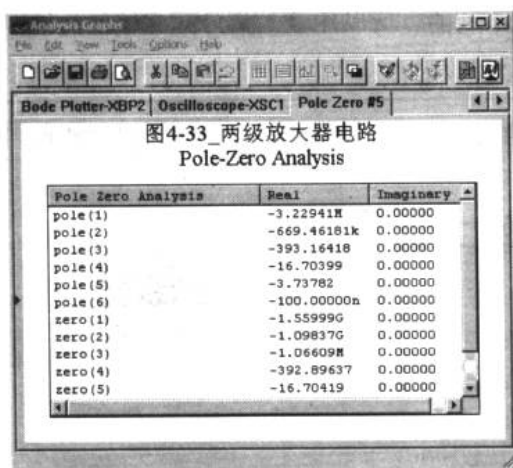 Analysis Graphs
File Edit View Tools Options Help
Bode Plotter-XBP2 Oscilloscope-XSC1 Pole Zero #5
图4-33_两级放大器电路
Pole-Zero Analysis
Pole Zero Analysis Real Imaginary
pole(1) -3.22941M 0.00000
pole(2) -669.46181k 0.00000
pole(3) -393.16418 0.00000
pole(4) -16.70399 0.00000
pole(5) -3.73782 0.00000
pole(6) -100.00000n 0.00000
zero(1) -1.55999G 0.00000
zero(2) -1.09837G 0.00000
zero(3) -1.06609M 0.00000
zero(4) -392.89637 0.00000
zero(5) -16.70419 0.00000